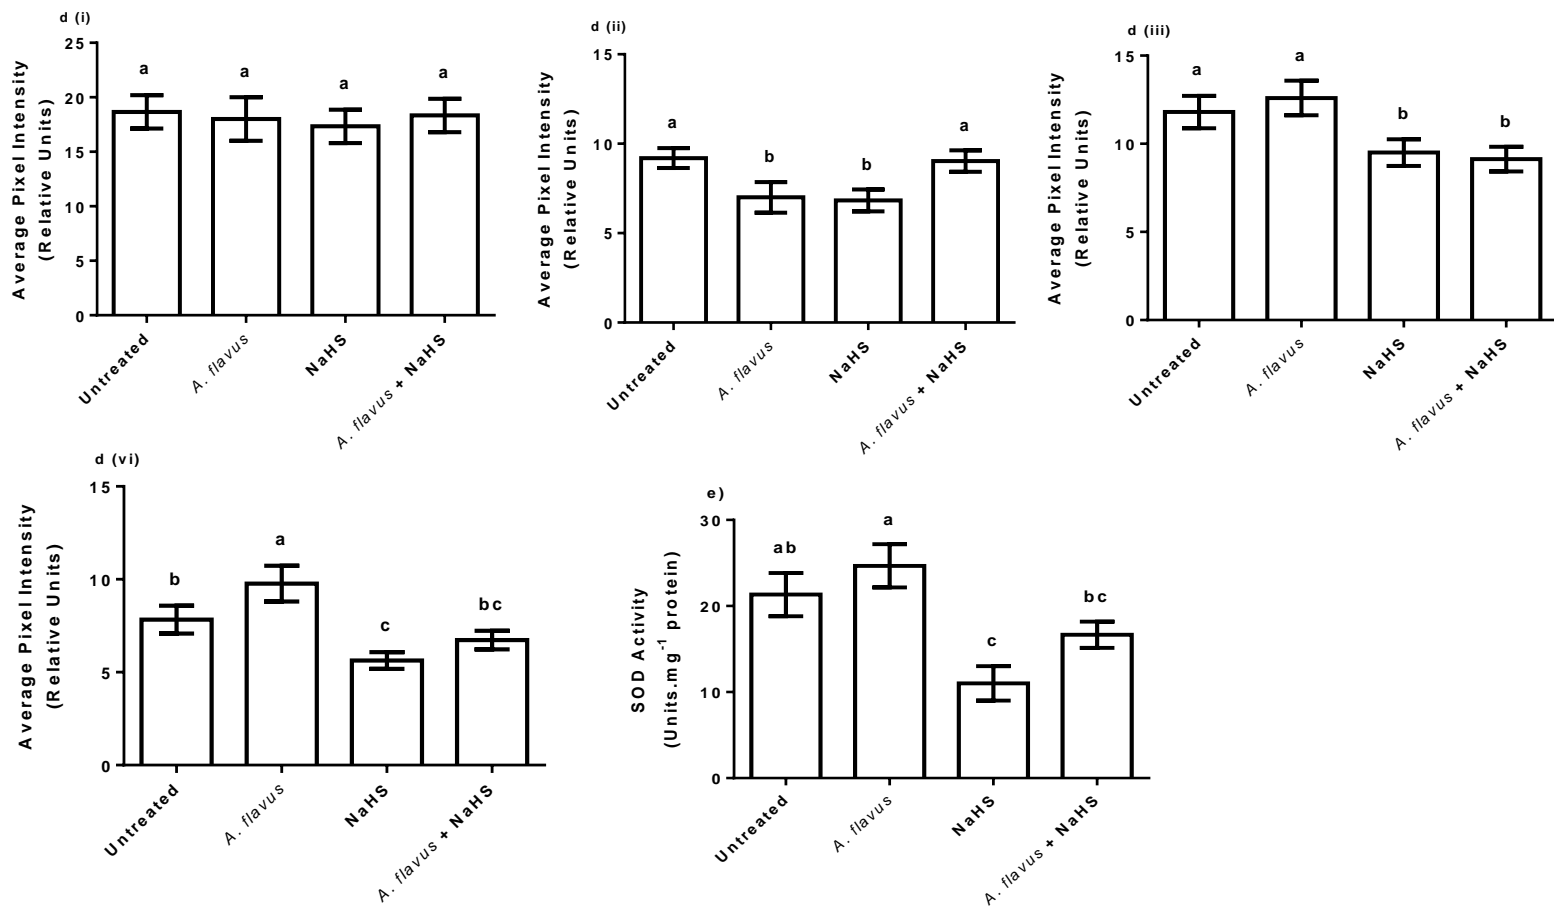 d (i)
25
20
15
10
5
0
Average Pixel Intensity
(Relative Units)
a
a
a
a
Untreated
A. flavus
NaHS
A. flavus + NaHS
d (ii)
15
10
5
0
Average Pixel Intensity
(Relative Units)
a
b
b
a
Untreated
A. flavus
NaHS
A. flavus + NaHS
d (iii)
15
10
5
0
Average Pixel Intensity
(Relative Units)
a
a
b
b
Untreated
A. flavus
NaHS
A. flavus + NaHS
d (vi)
15
10
5
0
Average Pixel Intensity
(Relative Units)
b
a
c
bc
Untreated
A. flavus
NaHS
A. flavus + NaHS
e)
30
20
10
0
SOD Activity
(Units.mg⁻¹ protein)
ab
a
c
bc
Untreated
A. flavus
NaHS
A. flavus + NaHS